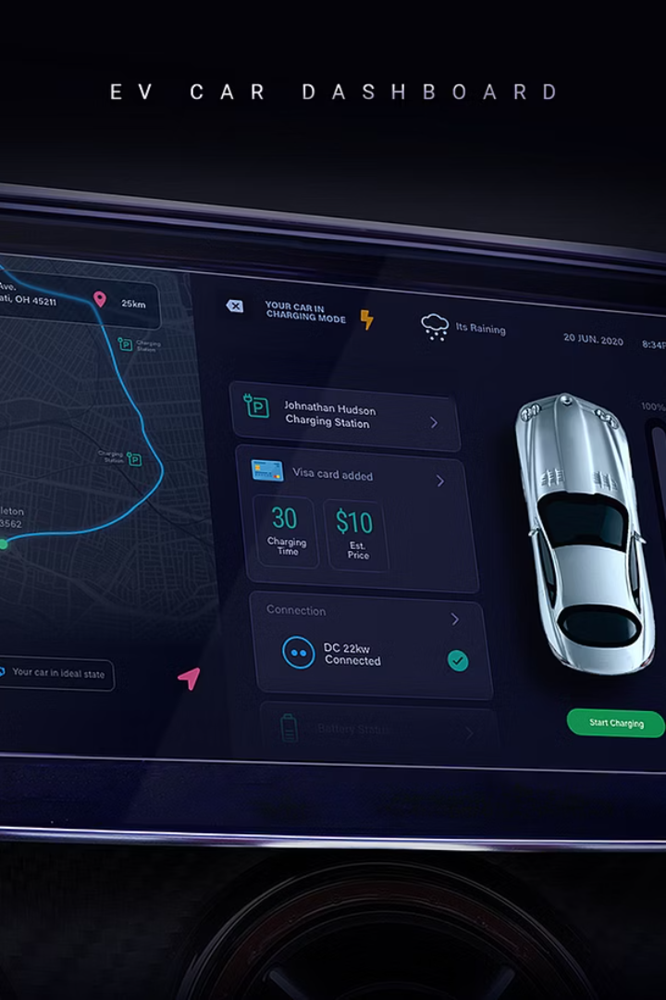 EV CAR DASHBOARD
Ave.
ati, OH 45211
25km
Charging
Station
Charging
Station
leton
3562
Your car in ideal state
YOUR CAR IN
CHARGING MODE
Its Raining
20 JUN. 2020
8:34P
P
Johnathan Hudson
Charging Station
Visa card added
30
Charging
Time
$10
Est.
Price
Connection
DC 22kw
Connected
Battery Status
100%
Start Charging